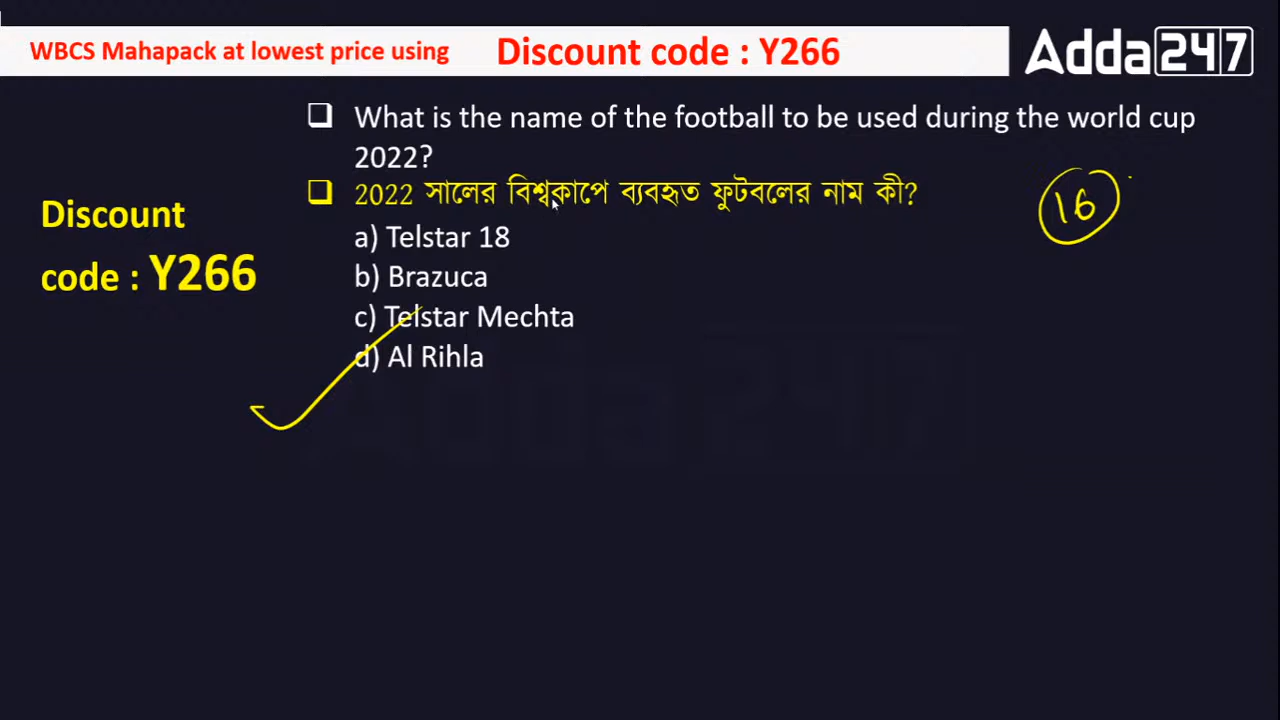 WBCS Mahapack at lowest price using Discount code : Y266 Adda247
❑ What is the name of the football to be used during the world cup
2022?
❑ 2022 সালের বিশ্বকাপে ব্যবহৃত ফুটবলের নাম কী?
16
Discount
code : Y266
a) Telstar 18
b) Brazuca
c) Telstar Mechta
d) Al Rihla
Adda247